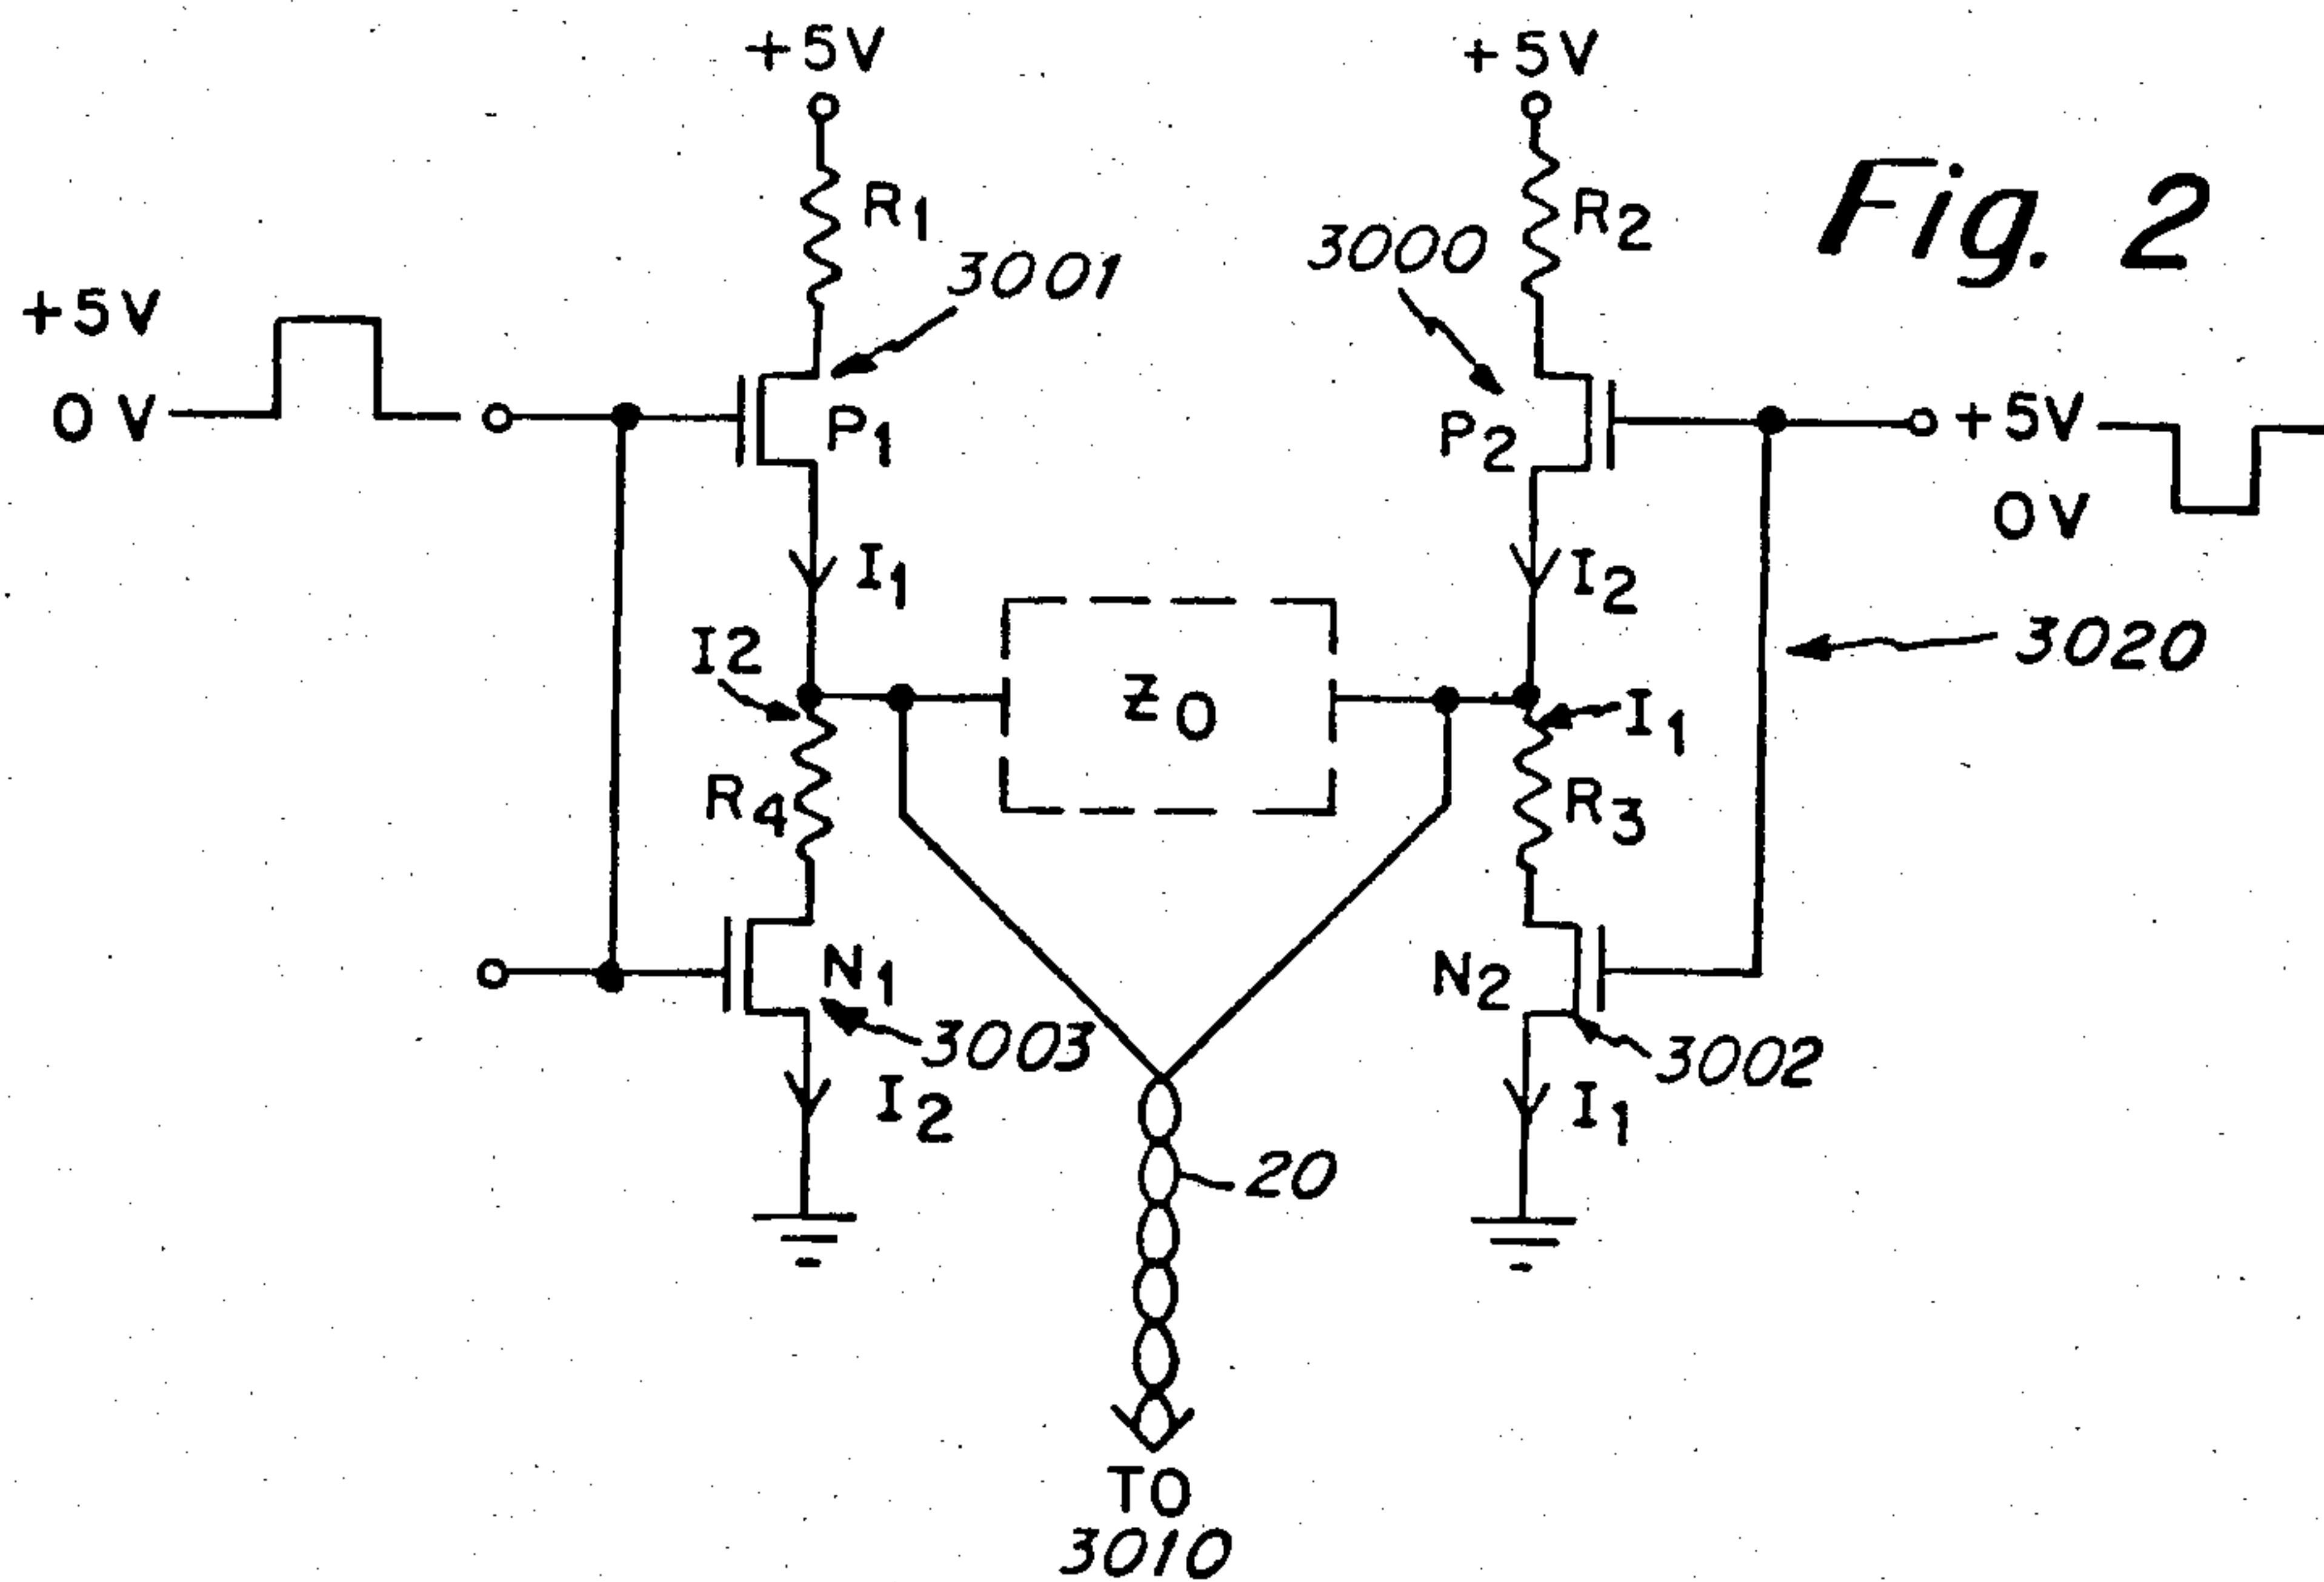 +5V
+5V
Fig. 2
R1
R2
3001
3000
+5V
0 V
P1
P2
+5V
0 V
I1
I2
I2
Z0
I1
3020
R4
R3
N1
N2
3003
3002
I2
I1
20
TO
3010